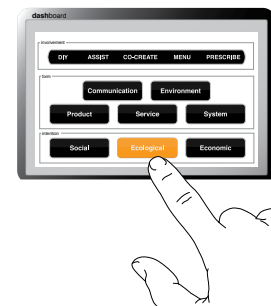 dashboard
involvement
DIY ASSIST CO-CREATE MENU PRESCRIBE
form
Communication Environment
Product Service System
intention
Social Ecological Economic